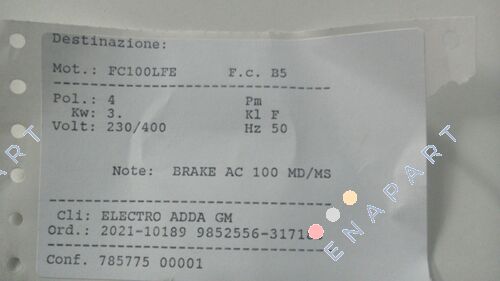 Destinazione:
Mot.: FC100LFE F.c. B5
Pol.: 4 Pm
Kw: 3. Kl F
Volt: 230/400 Hz 50
Note: BRAKE AC 100 MD/MS
Cli: ELECTRO ADDA GM
Ord.: 2021-10189 9852556-3171
Conf. 785775 00001
ENAPART